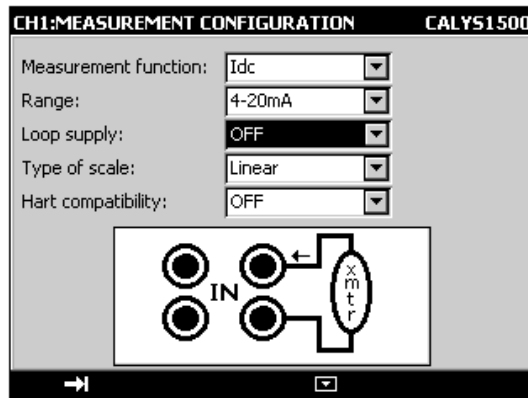 CH1:MEASUREMENT CONFIGURATION CALYS1500
Measurement function: Idc
Range: 4-20mA
Loop supply: OFF
Type of scale: Linear
Hart compatibility: OFF
IN
xmtr